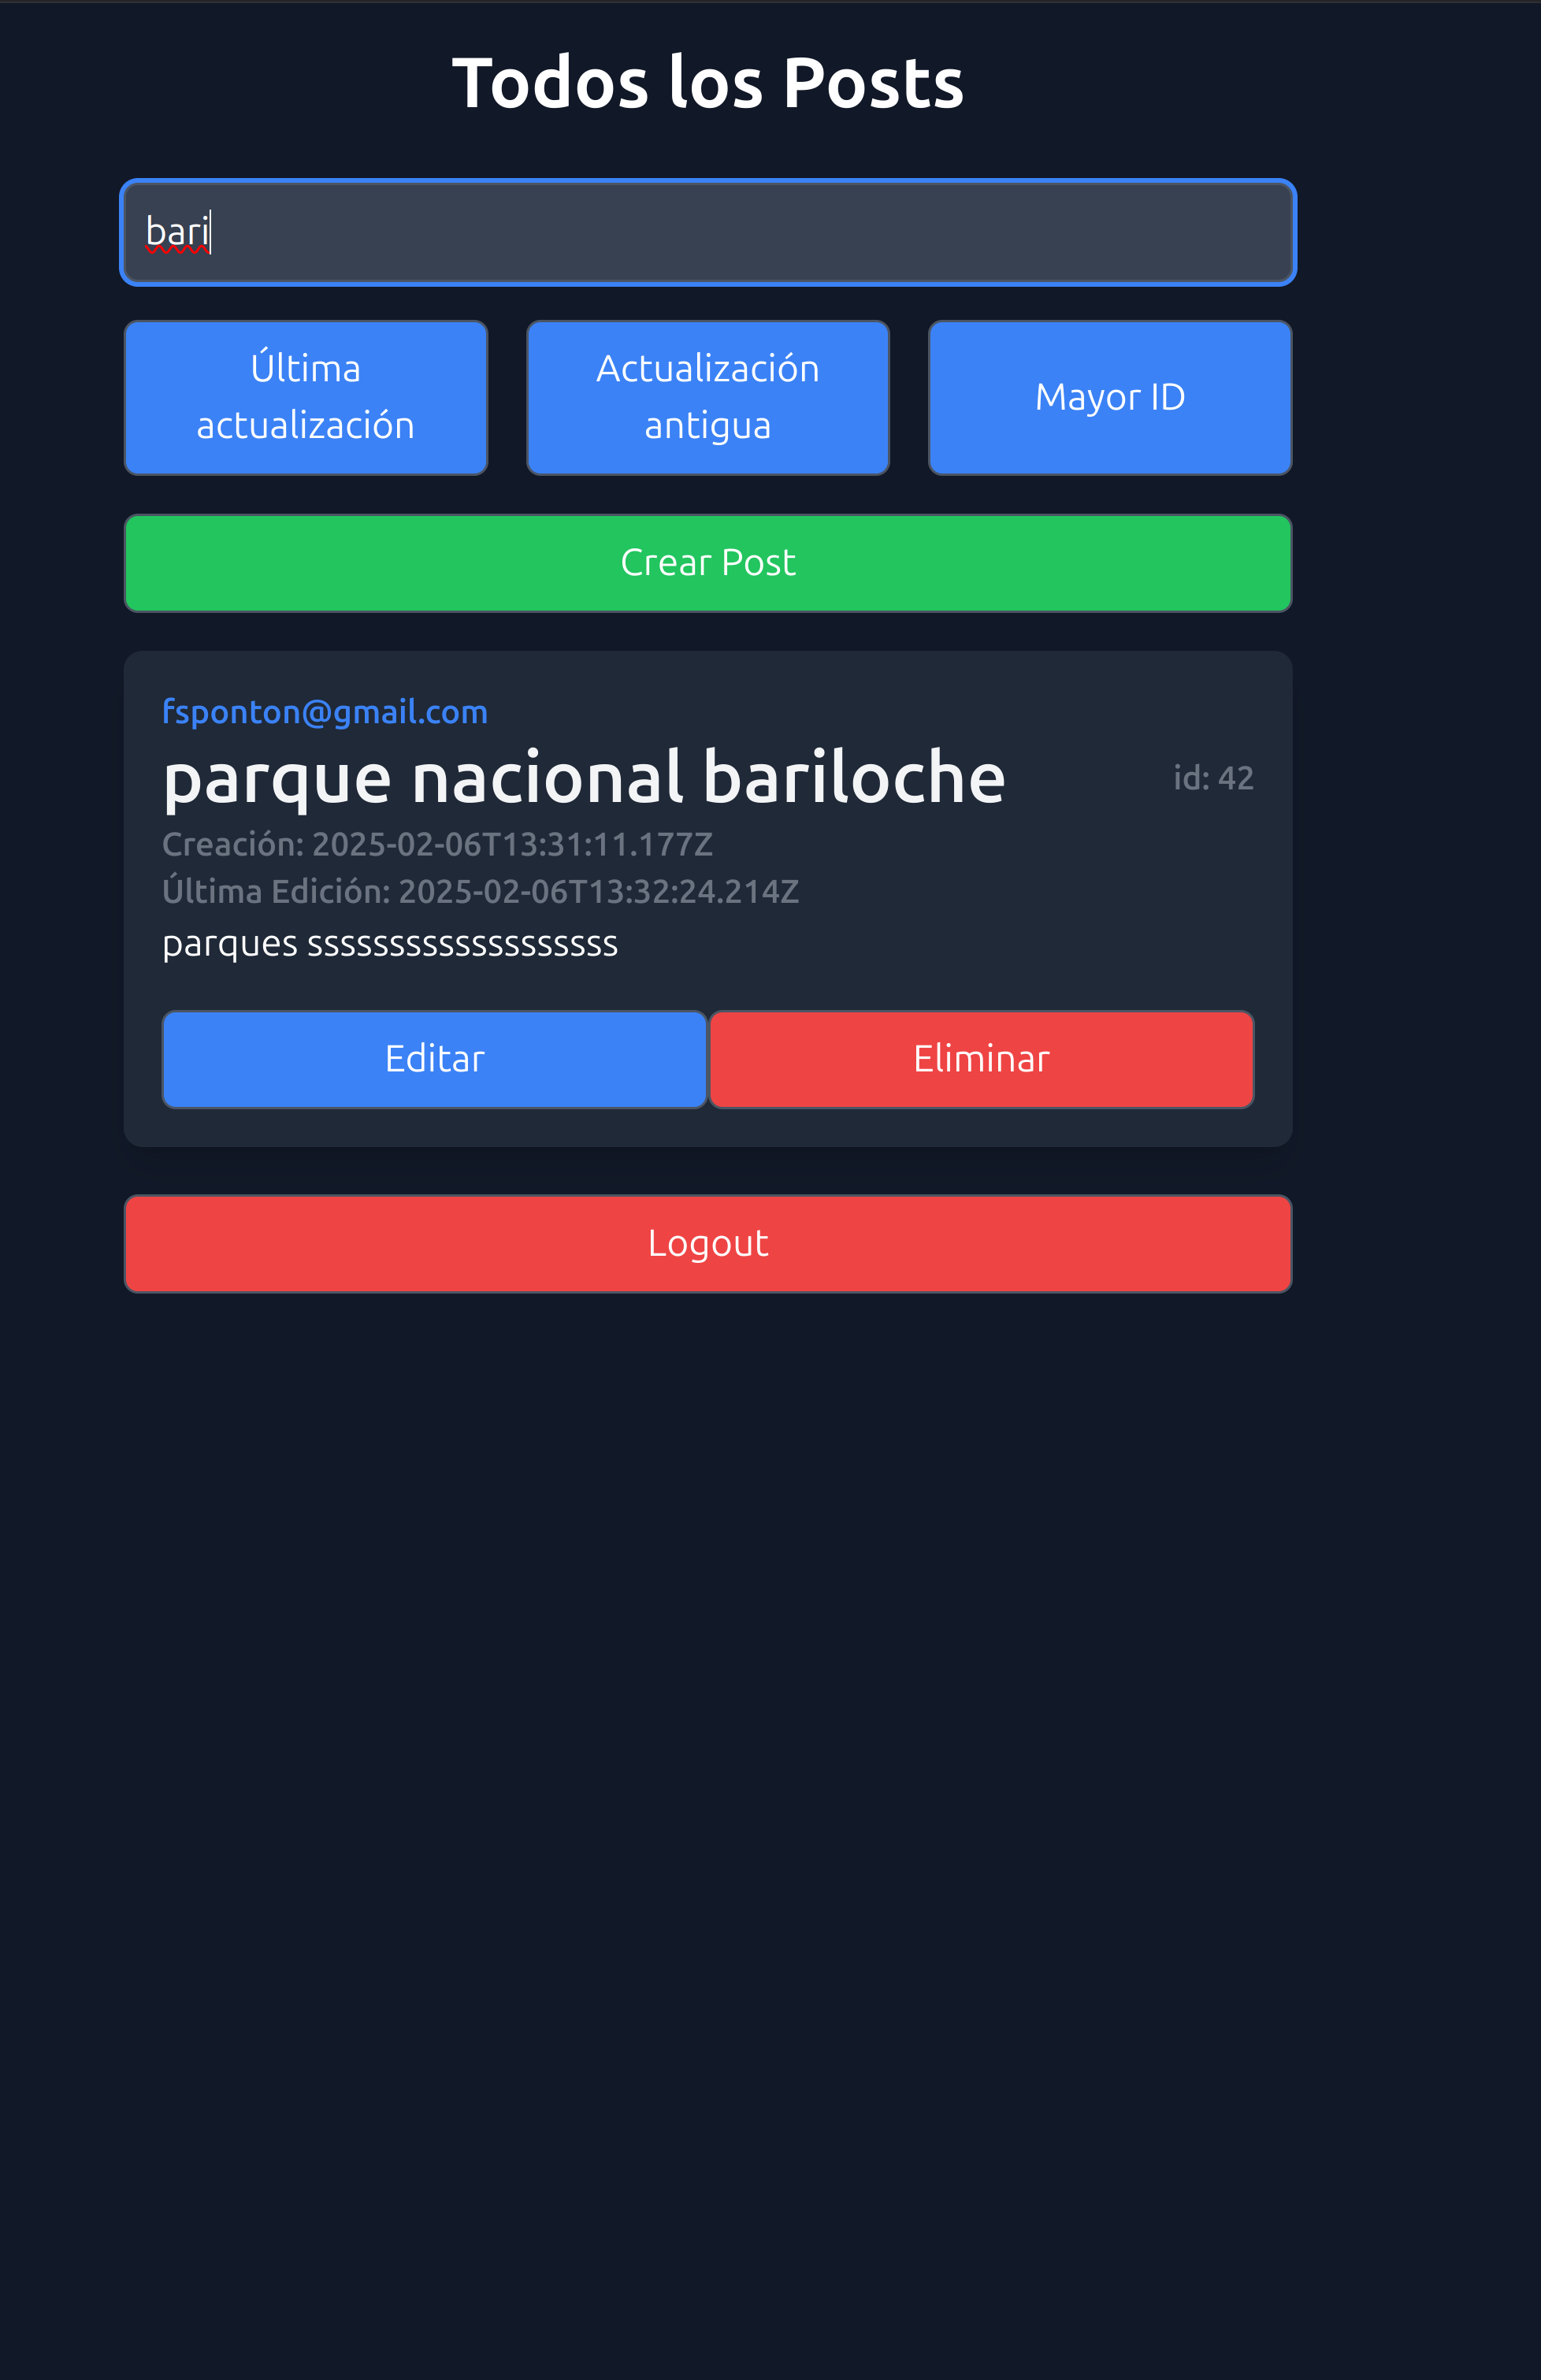 Todos los Posts
bari
Última
actualización
Actualización
antigua
Mayor ID
Crear Post
fsponton@gmail.com
parque nacional bariloche
id: 42
Creación: 2025-02-06T13:31:11.177Z
Última Edición: 2025-02-06T13:32:24.214Z
parques sssssssssssssssssss
Editar
Eliminar
Logout